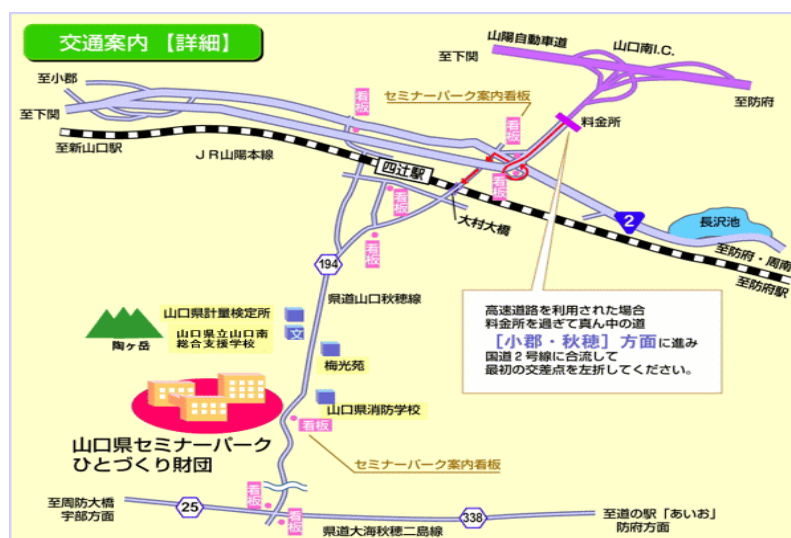 交通案内 【詳細】
山陽自動車道
山口南I.C.
至下関
至防府
至小郡
至下関
セミナーパーク案内看板
看板
看板
料金所
至新山口駅
JR山陽本線
四辻駅
看板
看板
大村大橋
2
長沢池
看板
至防府・周南
至防府駅
194
県道山口秋穂線
高速道路を利用された場合
料金所を過ぎて真ん中の道
[小郡・秋穂] 方面に進み
国道2号線に合流して
最初の交差点を左折してください。
山口県計量検定所
山口県立山口南
総合支援学校
文
陶ヶ岳
梅光苑
山口県消防学校
看板
山口県セミナーパーク
ひとづくり財団
セミナーパーク案内看板
至周防大橋
宇部方面
25
看板
看板
県道大海秋穂二島線
338
至道の駅「あいお」
防府方面